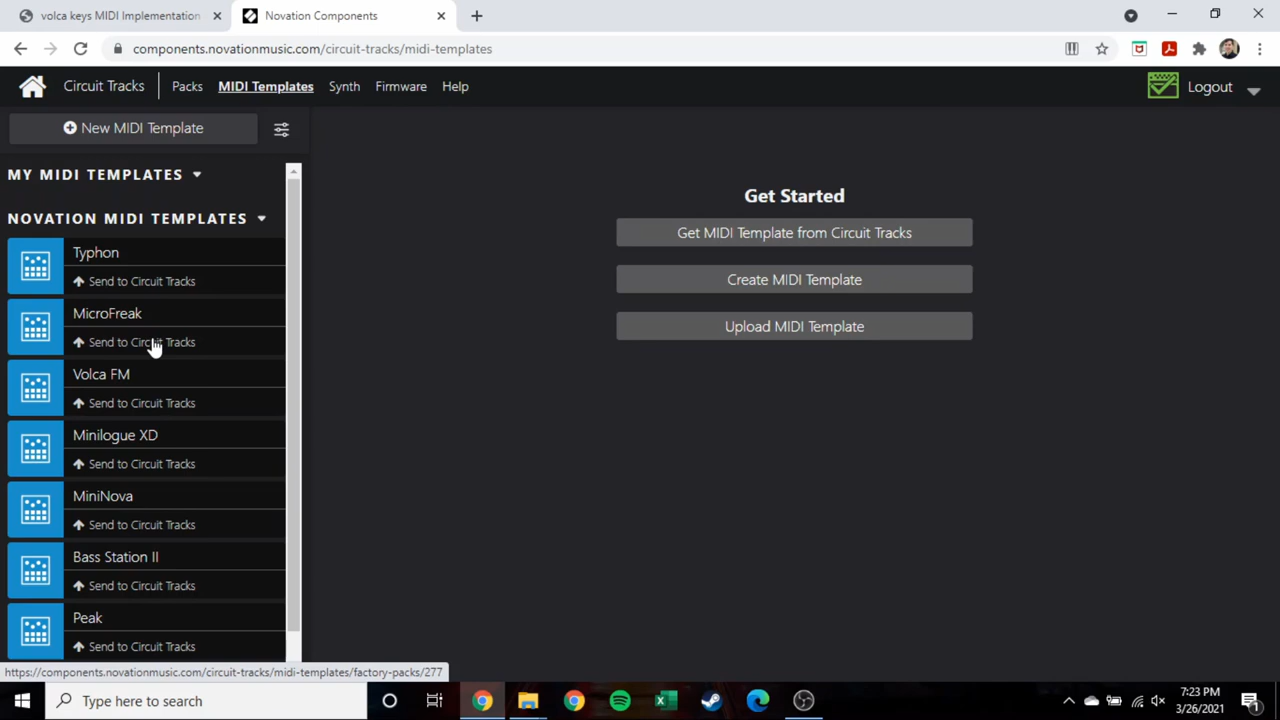 volca keys MIDI Implementation
Novation Components
components.novationmusic.com/circuit-tracks/midi-templates
Circuit Tracks Packs MIDI Templates Synth Firmware Help Logout
New MIDI Template
MY MIDI TEMPLATES
NOVATION MIDI TEMPLATES
Typhon
Send to Circuit Tracks
MicroFreak
Send to Circuit Tracks
Volca FM
Send to Circuit Tracks
Minilogue XD
Send to Circuit Tracks
MiniNova
Send to Circuit Tracks
Bass Station II
Send to Circuit Tracks
Peak
Send to Circuit Tracks
Get Started
Get MIDI Template from Circuit Tracks
Create MIDI Template
Upload MIDI Template
https://components.novationmusic.com/circuit-tracks/midi-templates/factory-packs/277
Type here to search
7:23 PM
3/26/2021
1